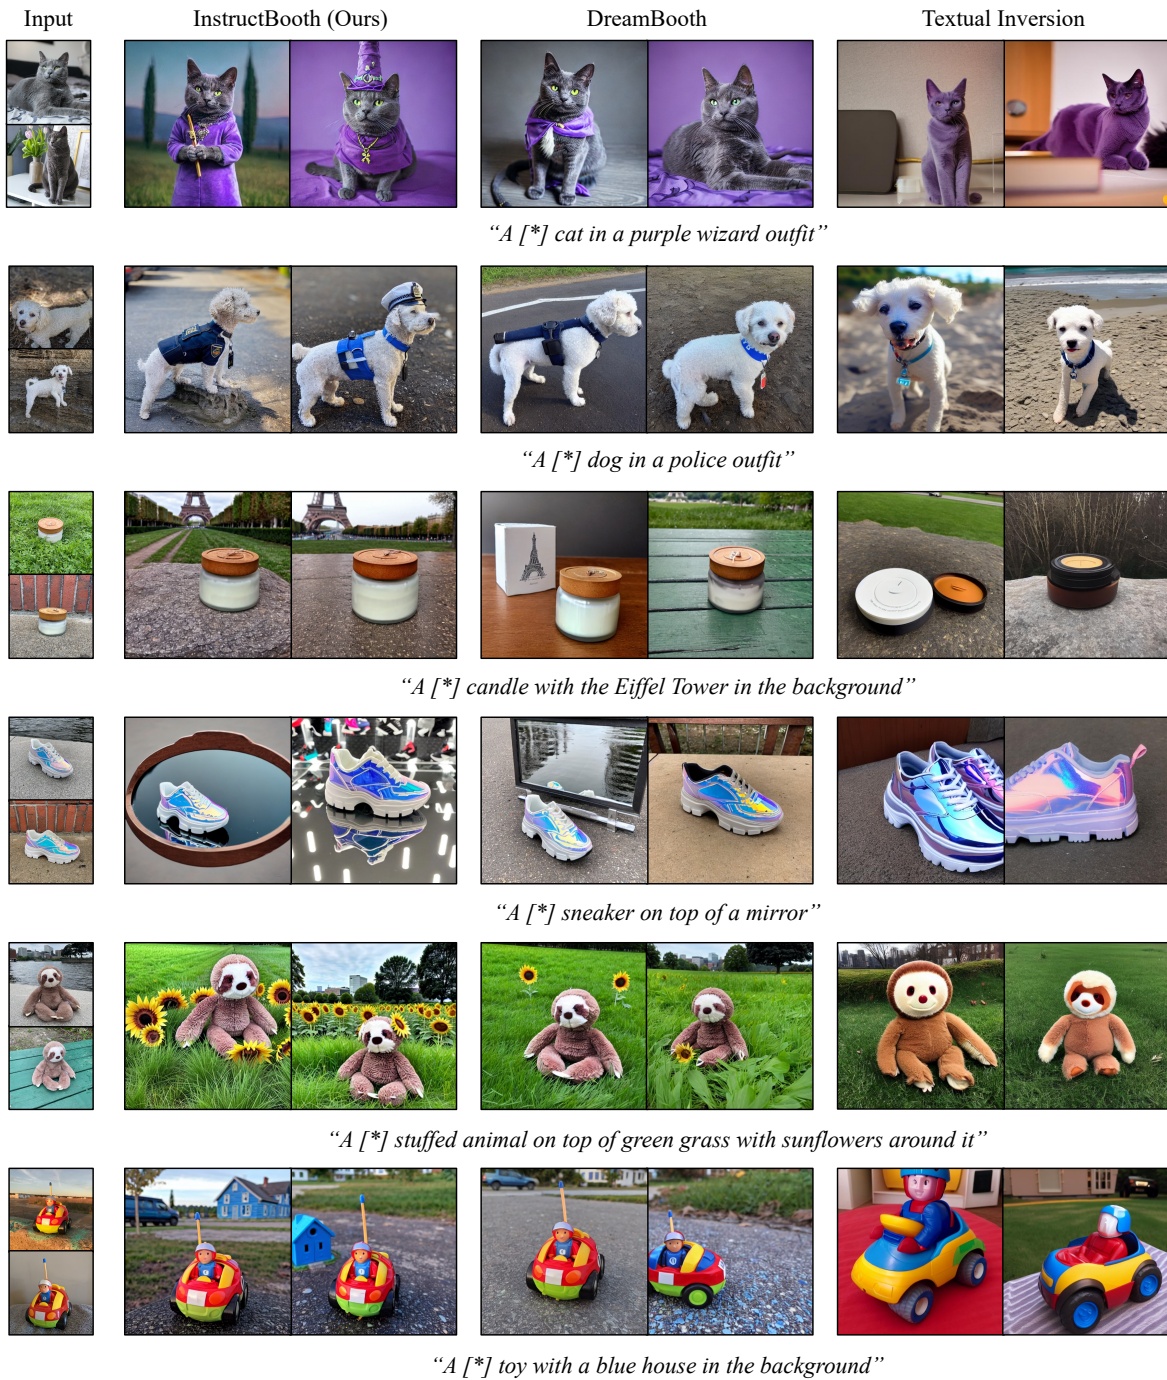 Input InstructBooth (Ours) DreamBooth Textual Inversion
“A [*] cat in a purple wizard outfit”
“A [*] dog in a police outfit”
“A [*] candle with the Eiffel Tower in the background”
“A [*] sneaker on top of a mirror”
“A [*] stuffed animal on top of green grass with sunflowers around it”
“A [*] toy with a blue house in the background”